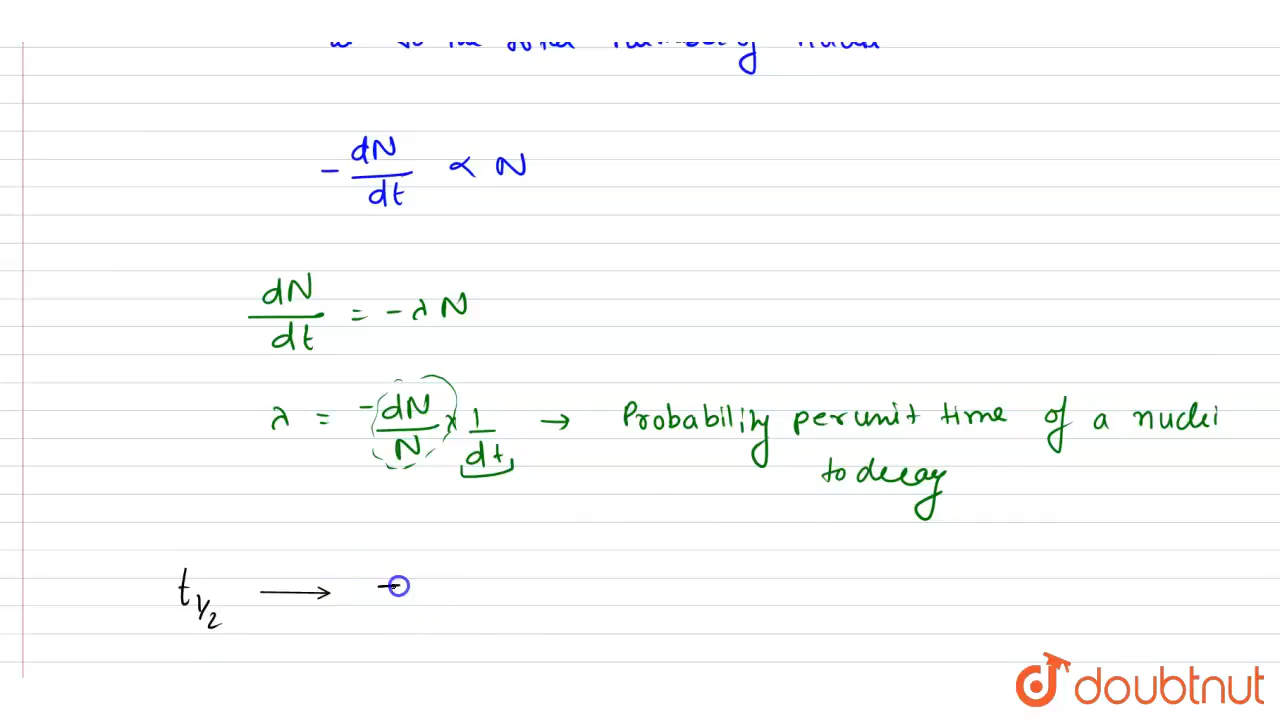 -dN/dt ∝ N
dN/dt = -λN
λ = -dN/N × 1/dt → Probability per unit time of a nuclei
to decay
t1/2 →
doubtnut